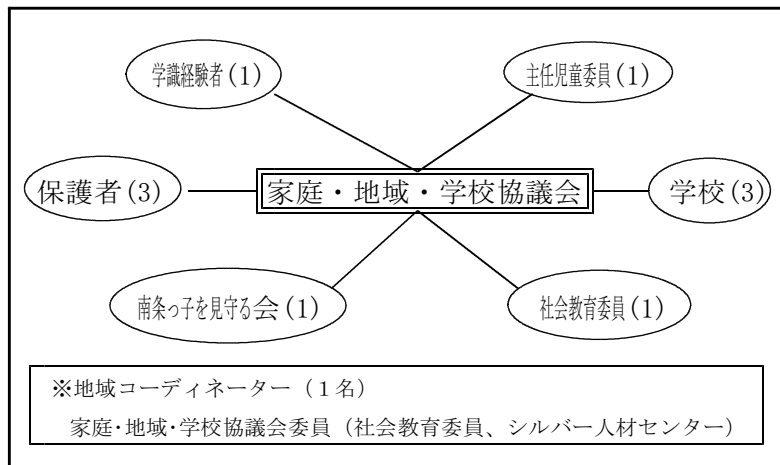 学識経験者(1)
主任児童委員(1)
保護者(3)
家庭・地域・学校協議会
学校(3)
南条っ子を見守る会(1)
社会教育委員(1)
※地域コーディネーター（１名）
家庭・地域・学校協議会委員（社会教育委員、シルバー人材センター）